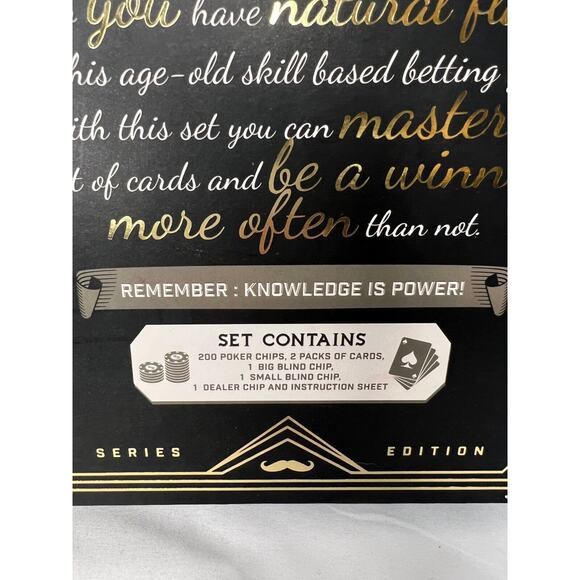 you have natural
this age-old skill based betting
with this set you can master
of cards and be a
more often than not.
REMEMBER : KNOWLEDGE IS POWER!
SET CONTAINS
200 POKER CHIPS, 2 PACKS OF CARDS,
1 BIG BLIND CHIP,
1 SMALL BLIND CHIP,
1 DEALER CHIP AND INSTRUCTION SHEET
SERIES EDITION